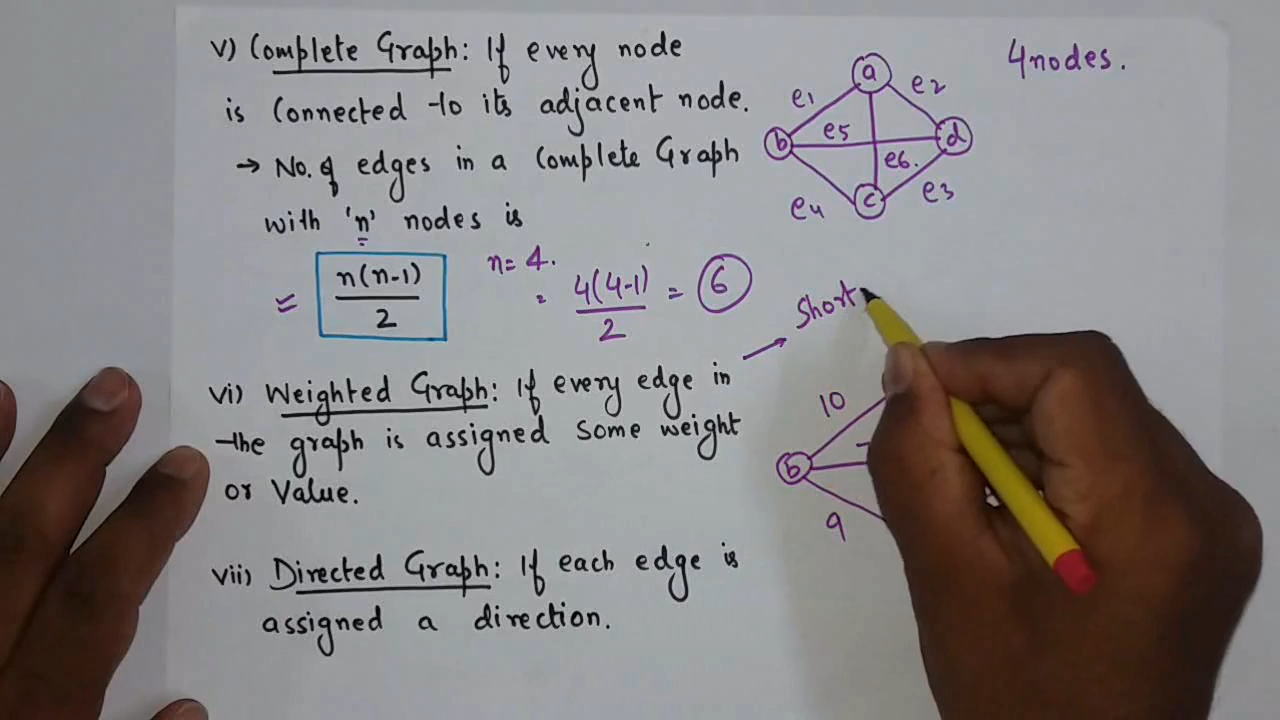 v) Complete Graph: If every node
is Connected to its adjacent node.
→ No. of edges in a Complete Graph
with 'n' nodes is
n(n-1)
2
n = 4.
= 4(4-1) = 6
2
vi) Weighted Graph: If every edge in
the graph is assigned some weight
or Value.
vii) Directed Graph: If each edge is
assigned a direction.
4 nodes.
a
e1
e2
b
e5
d
e6.
e4
c
e3
Short
10
b
9